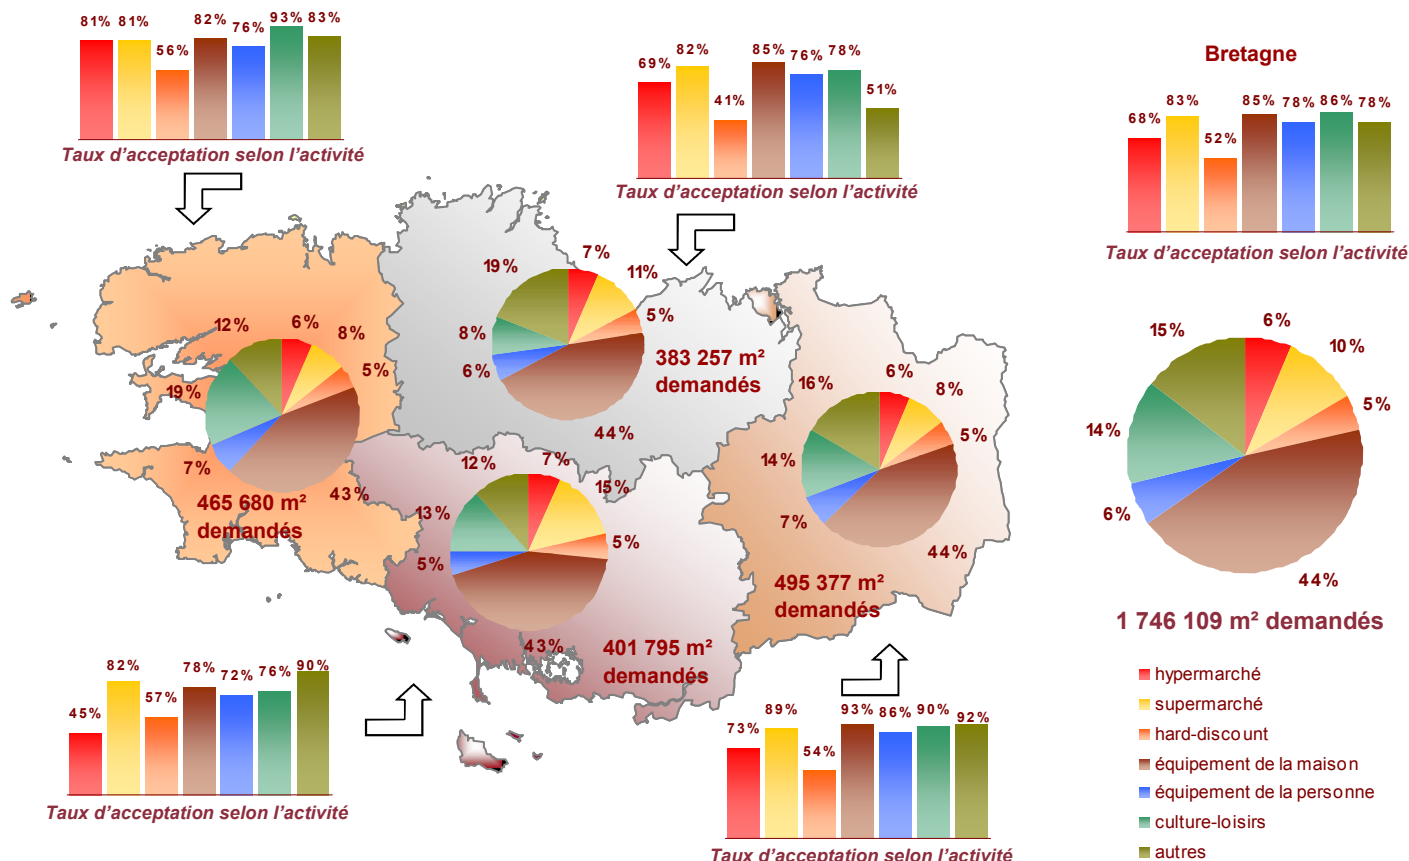 81% 81% 56% 82% 76% 93% 83%
Taux d'acceptation selon l'activité
69% 82% 41% 85% 76% 78% 51%
Taux d'acceptation selon l'activité
Bretagne
68% 83% 52% 85% 78% 86% 78%
Taux d'acceptation selon l'activité
12% 6% 8% 5% 43% 7% 19%
465 680 m²
demandés
19% 7% 11% 5% 44% 6% 8%
383 257 m²
demandés
12% 7% 15% 5% 43% 5% 13%
401 795 m²
demandés
16% 6% 8% 5% 44% 7% 14%
495 377 m²
demandés
15% 6% 10% 5% 44% 6% 14%
1 746 109 m² demandés
45% 82% 57% 78% 72% 76% 90%
Taux d'acceptation selon l'activité
73% 89% 54% 93% 86% 90% 92%
Taux d'acceptation selon l'activité
hypermarché
supermarché
hard-discount
équipement de la maison
équipement de la personne
culture-loisirs
autres